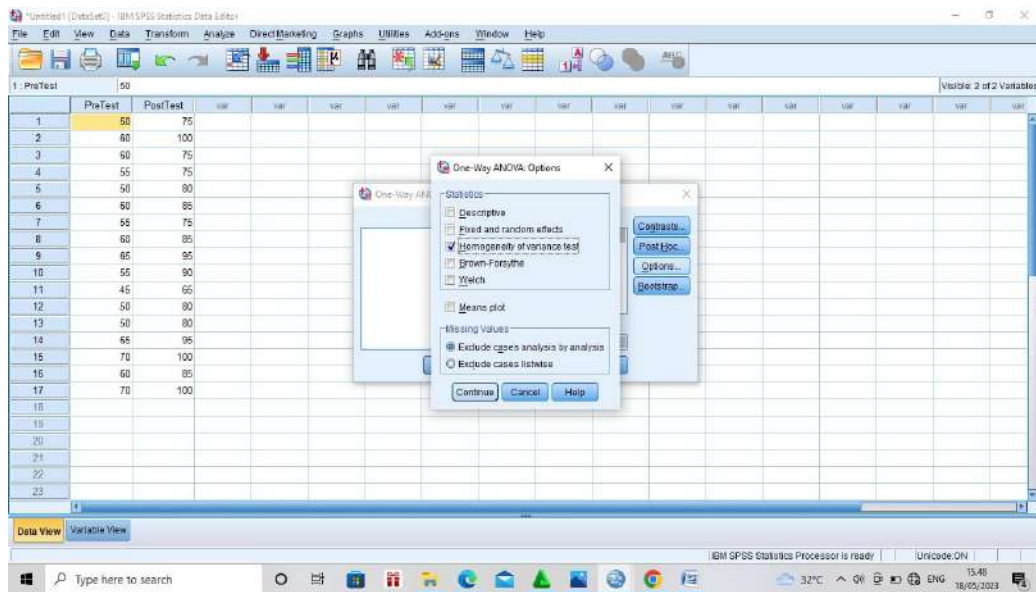 *Untitled1 [DataSet0] - IBM SPSS Statistics Data Editor
File Edit View Data Transform Analyze Direct Marketing Graphs Utilities Add-ons Window Help
1 : PreTest 50 Visible: 2 of 2 Variables
PreTest PostTest var var var var var var var var var var var var var var var
1 50 75
2 60 100
3 60 75
4 55 75
5 50 80
6 60 85
7 55 75
8 60 85
9 65 95
10 55 90
11 45 65
12 50 80
13 50 80
14 65 95
15 70 100
16 60 85
17 70 100
18
19
20
21
22
23
One-Way
Contrasts...
Post Hoc...
Options...
Bootstrap...
One-Way ANOVA: Options
Statistics
Descriptive
Fixed and random effects
Homogeneity of variance test
Brown-Forsythe
Welch
Means plot
Missing Values
Exclude cases analysis by analysis
Exclude cases listwise
Continue Cancel Help
Data View Variable View
IBM SPSS Statistics Processor is ready Unicode:ON
Type here to search 32°C ENG 15.48
18/05/2023